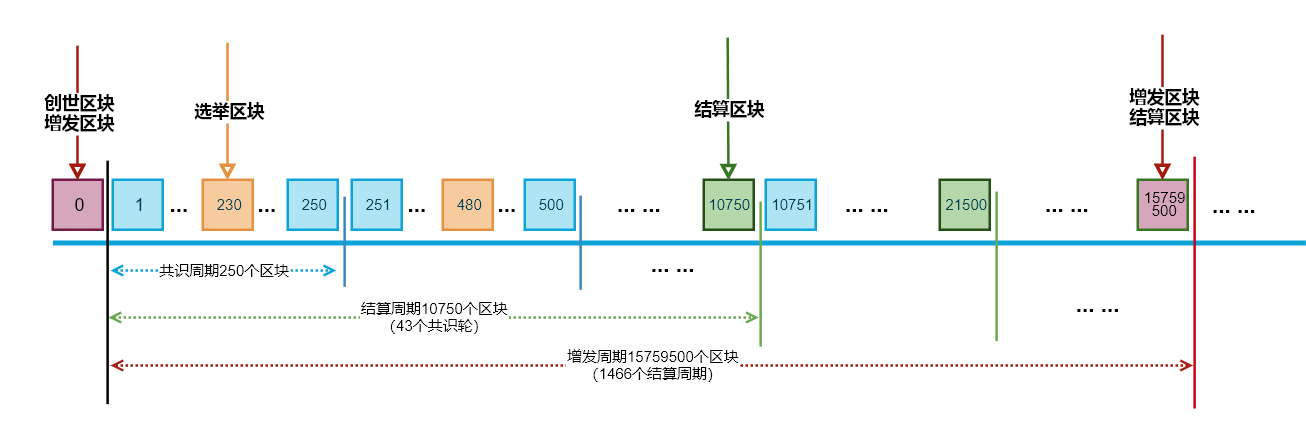 创世区块
增发区块
选举区块
结算区块
增发区块
结算区块
0
1
...
230
...
250
251
...
480
...
500
... ...
10750
10751
... ...
21500
... ...
15759
500
... ...
共识周期250个区块
... ...
结算周期10750个区块
（43个共识轮）
... ...
增发周期15759500个区块
（1466个结算周期）